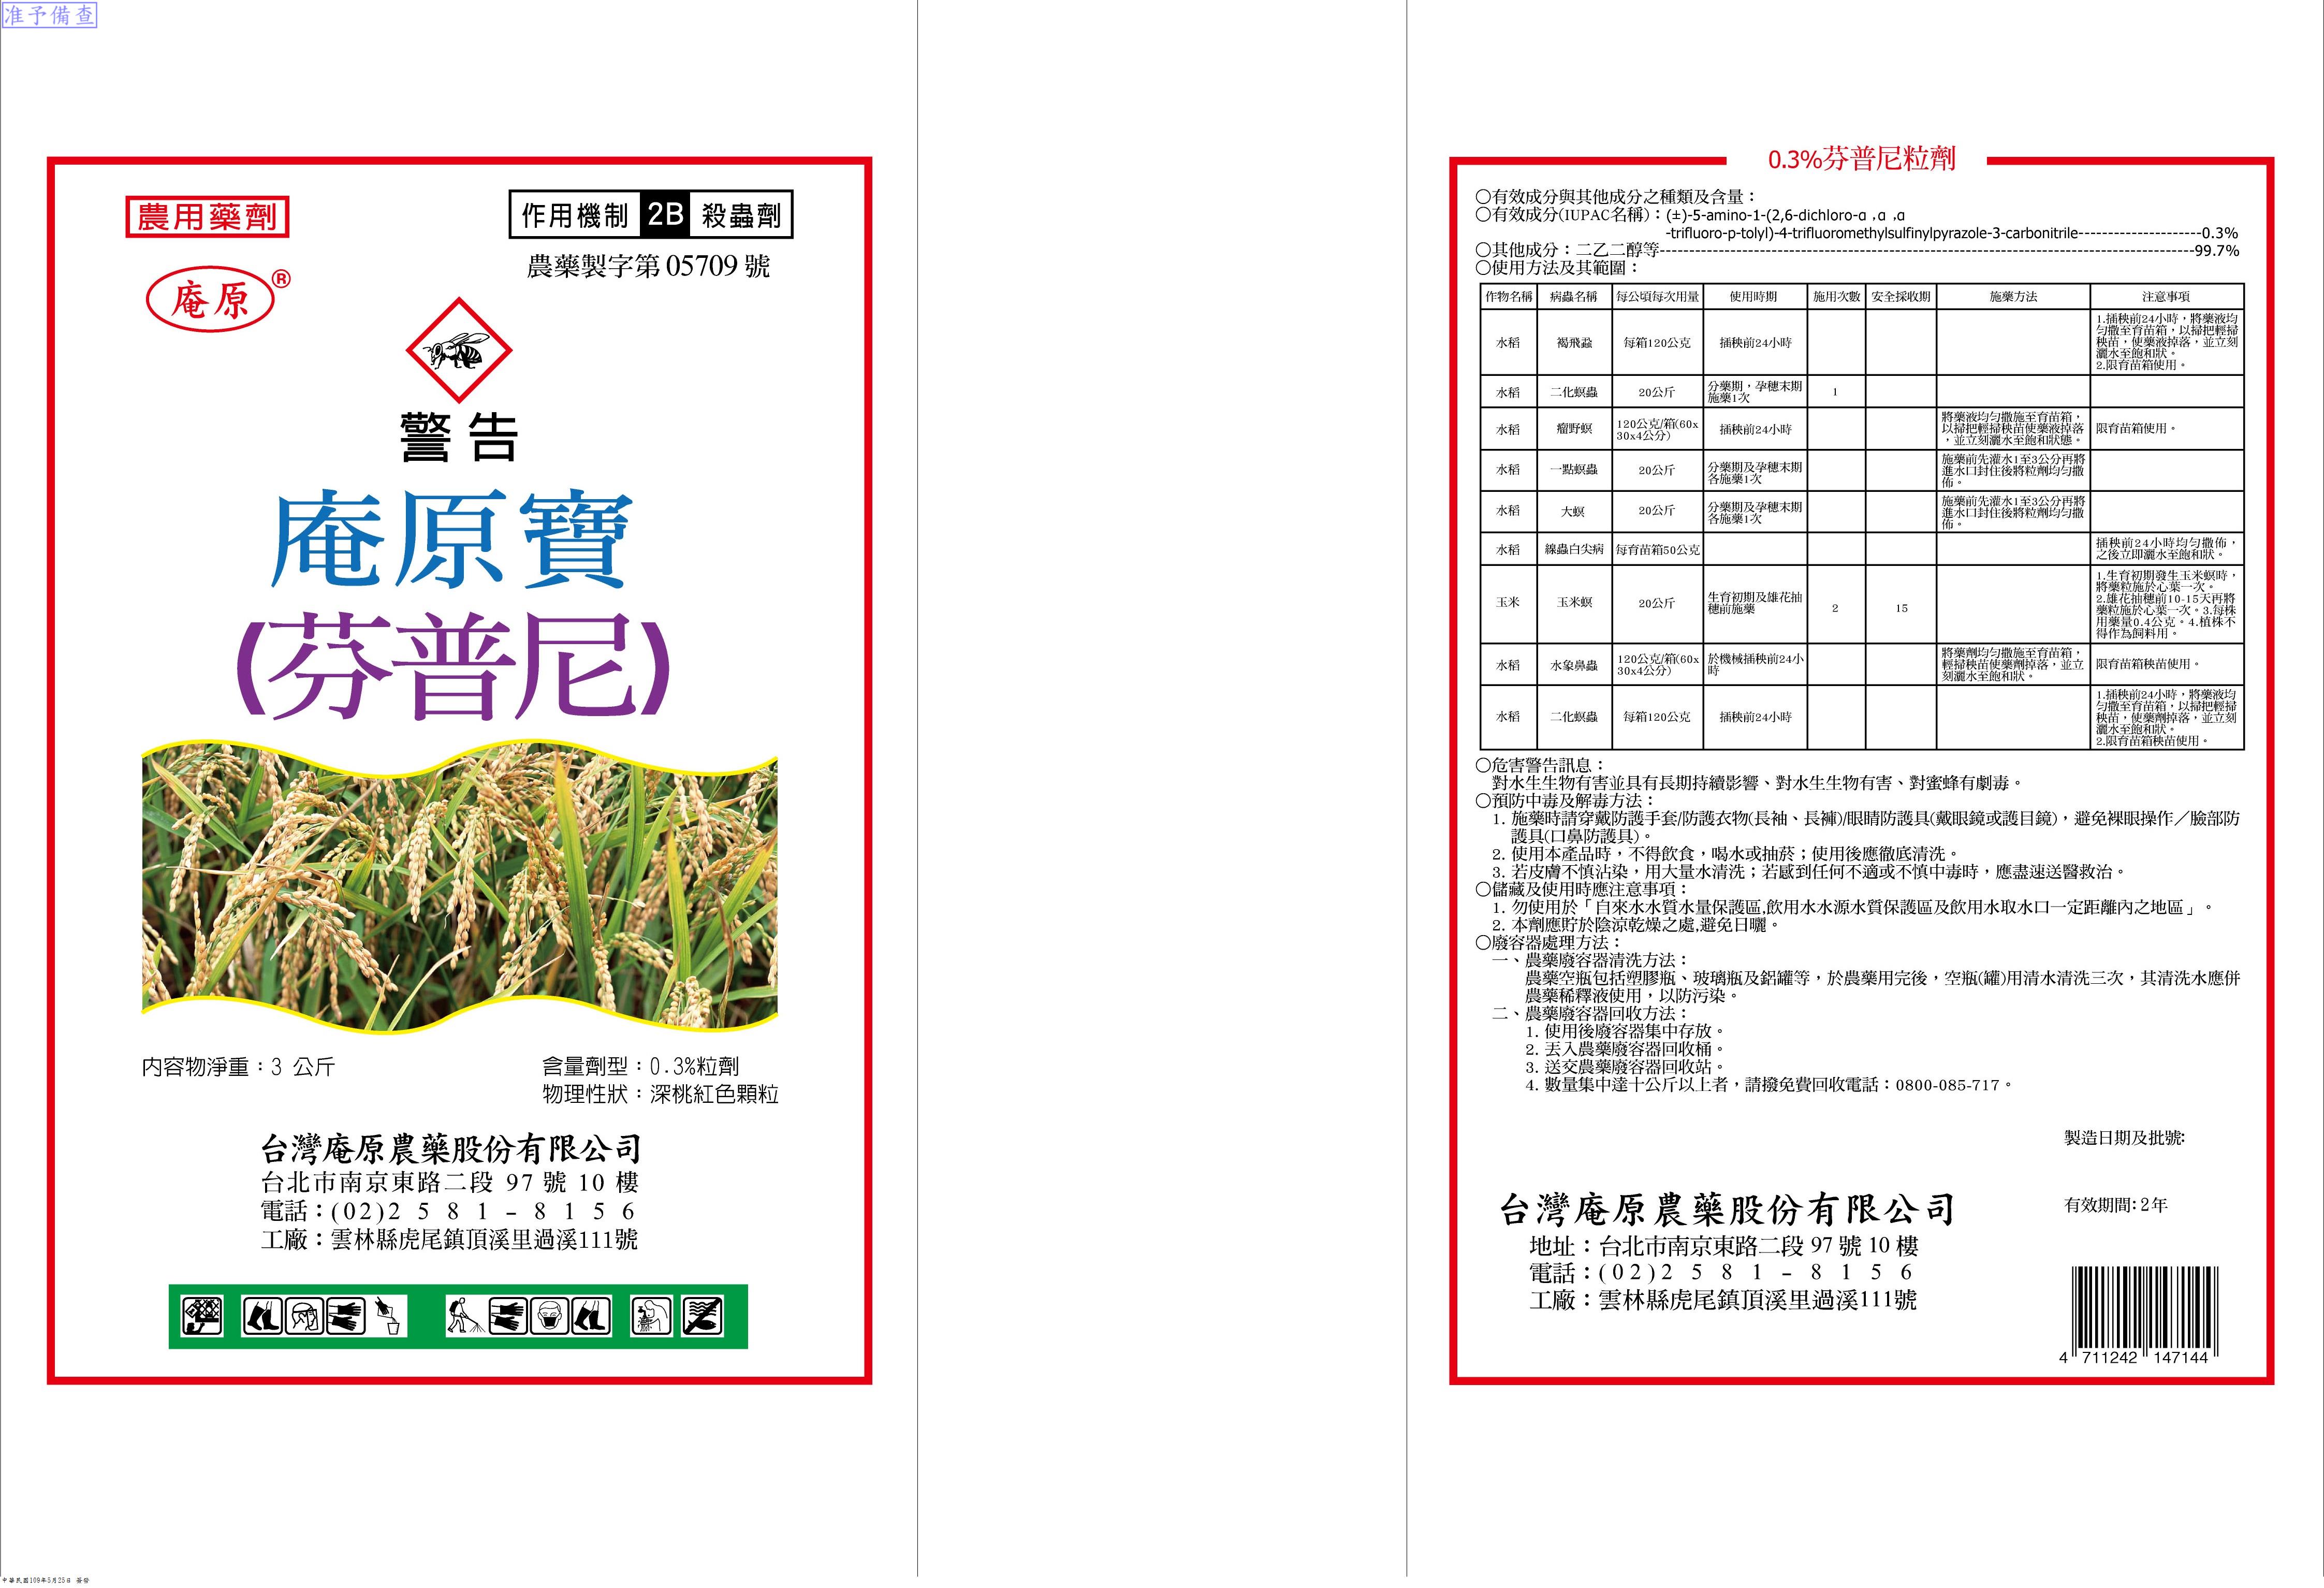 准予備查
農用藥劑
作用機制 2B 殺蟲劑
農藥製字第 05709 號
庵原®
警告
庵原寶
(芬普尼)
內容物淨重：3 公斤
含量劑型：0.3%粒劑
物理性狀：深桃紅色顆粒
台灣庵原農藥股份有限公司
台北市南京東路二段 97 號 10 樓
電話：(02)2581-8156
工廠：雲林縣虎尾鎮頂溪里過溪111號
0.3%芬普尼粒劑
○有效成分與其他成分之種類及含量：
○有效成分(IUPAC名稱)：(±)-5-amino-1-(2,6-dichloro-α ,α ,α
-trifluoro-p-tolyl)-4-trifluoromethylsulfinylpyrazole-3-carbonitrile---------------------0.3%
○其他成分：二乙二醇等------------------------------------------------------------99.7%
○使用方法及其範圍：
作物名稱 病蟲名稱 每公頃每次用量 使用時期 施用次數 安全採收期 施藥方法 注意事項
水稻 褐飛蝨 每箱120公克 插秧前24小時
1.插秧前24小時，將藥液均
勻撒至育苗箱，以掃把輕掃
秧苗，使藥液掉落，並立刻
灑水至飽和狀。
2.限育苗箱使用。
水稻 二化螟蟲 20公斤
分蘗期，孕穗末期
施藥1次
1
水稻 瘤野螟
120公克/箱(60x
30x4公分)
插秧前24小時
將藥液均勻撒施至育苗箱，
以掃把輕掃秧苗使藥液掉落
，並立刻灑水至飽和狀態。
限育苗箱使用。
水稻 一點螟蟲 20公斤
分蘗期及孕穗末期
各施藥1次
施藥前先灌水1至3公分再將
進水口封住後將粒劑均勻撒
佈。
水稻 大螟 20公斤
分蘗期及孕穗末期
各施藥1次
施藥前先灌水1至3公分再將
進水口封住後將粒劑均勻撒
佈。
水稻 線蟲白尖病 每育苗箱50公克
插秧前24小時均勻撒佈，
之後立即灑水至飽和狀。
玉米 玉米螟 20公斤
生育初期及雄花抽
穗前施藥
2 15
1.生育初期發生玉米螟時，
將藥粒施於心葉一次。
2.雄花抽穗前10-15天再將
藥粒施於心葉一次。3.每株
用藥量0.4公克。4.植株不
得作為飼料用。
水稻 水象鼻蟲
120公克/箱(60x
30x4公分)
於機械插秧前24小
時
將藥劑均勻撒施至育苗箱，
輕掃秧苗使藥劑掉落，並立
刻灑水至飽和狀。
限育苗箱秧苗使用。
水稻 二化螟蟲 每箱120公克 插秧前24小時
1.插秧前24小時，將藥液均
勻撒至育苗箱，以掃把輕掃
秧苗，使藥劑掉落，並立刻
灑水至飽和狀。
2.限育苗箱秧苗使用。
○危害警告訊息：
對水生生物有害並具有長期持續影響、對水生生物有害、對蜜蜂有劇毒。
○預防中毒及解毒方法：
1. 施藥時請穿戴防護手套/防護衣物(長袖、長褲)/眼睛防護具(戴眼鏡或護目鏡)，避免裸眼操作／臉部防
護具(口鼻防護具)。
2. 使用本產品時，不得飲食，喝水或抽菸；使用後應徹底清洗。
3. 若皮膚不慎沾染，用大量水清洗；若感到任何不適或不慎中毒時，應盡速送醫救治。
○儲藏及使用時應注意事項：
1. 勿使用於「自來水水質水量保護區,飲用水水源水質保護區及飲用水取水口一定距離內之地區」。
2. 本劑應貯於陰涼乾燥之處,避免日曬。
○廢容器處理方法：
一、農藥廢容器清洗方法：
農藥空瓶包括塑膠瓶、玻璃瓶及鋁罐等，於農藥用完後，空瓶(罐)用清水清洗三次，其清洗水應併
農藥稀釋液使用，以防污染。
二、農藥廢容器回收方法：
1. 使用後廢容器集中存放。
2. 丟入農藥廢容器回收桶。
3. 送交農藥廢容器回收站。
4. 數量集中達十公斤以上者，請撥免費回收電話：0800-085-717。
製造日期及批號:
有效期間: 2 年
台灣庵原農藥股份有限公司
地址：台北市南京東路二段 97 號 10 樓
電話：(02)2581-8156
工廠：雲林縣虎尾鎮頂溪里過溪111號
4 711242 147144
中華民國109年5月25日 簽發